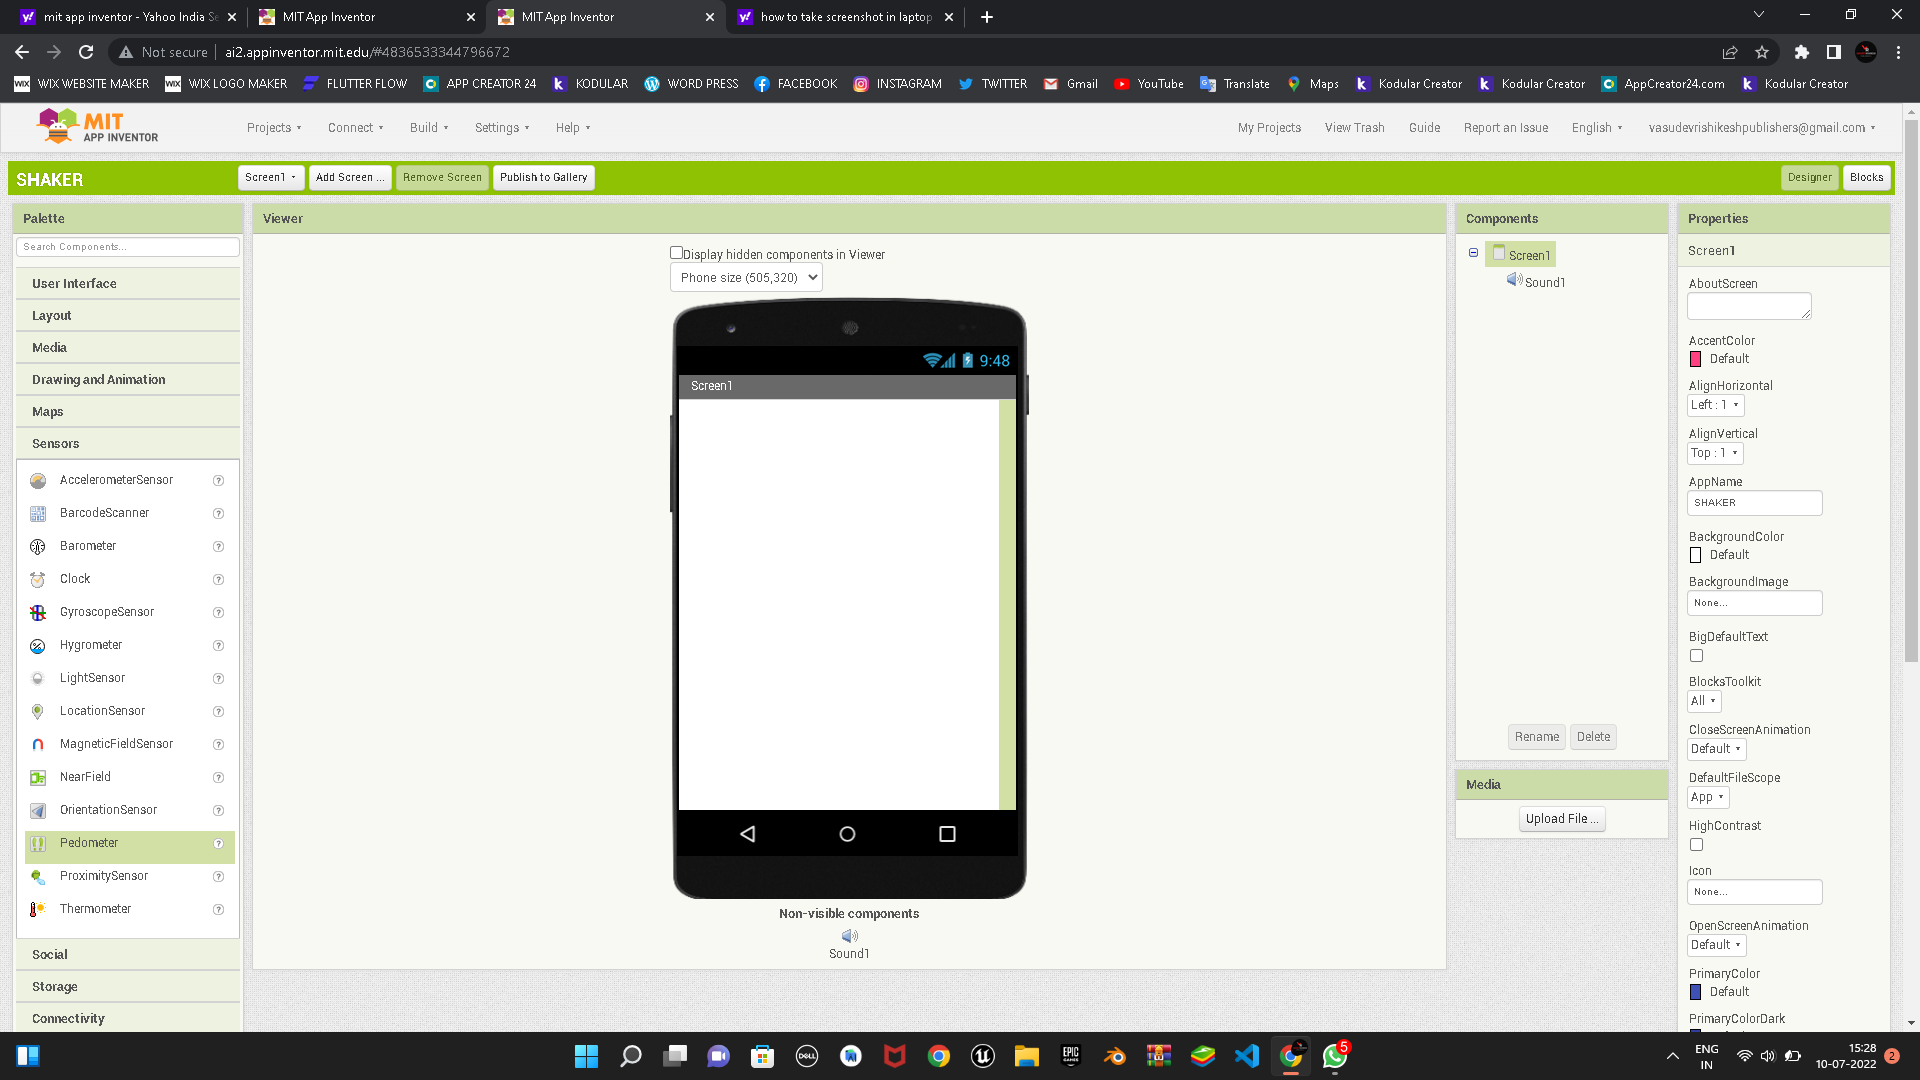 mit app inventor - Yahoo India Se
MIT App Inventor
MIT App Inventor
how to take screenshot in laptop
Not secure
ai2.appinventor.mit.edu/#4836533344796672
WIX WEBSITE MAKER
WIX LOGO MAKER
FLUTTER FLOW
APP CREATOR 24
KODULAR
WORD PRESS
FACEBOOK
INSTAGRAM
TWITTER
Gmail
YouTube
Translate
Maps
Kodular Creator
Kodular Creator
AppCreator24.com
Kodular Creator
MIT
APP INVENTOR
Projects
Connect
Build
Settings
Help
My Projects
View Trash
Guide
Report an Issue
English
vasudevrishikeshpublishers@gmail.com
SHAKER
Screen1
Add Screen ...
Remove Screen
Publish to Gallery
Designer
Blocks
Palette
Search Components...
User Interface
Layout
Media
Drawing and Animation
Maps
Sensors
AccelerometerSensor
BarcodeScanner
Barometer
Clock
GyroscopeSensor
Hygrometer
LightSensor
LocationSensor
MagneticFieldSensor
NearField
OrientationSensor
Pedometer
ProximitySensor
Thermometer
Social
Storage
Connectivity
Viewer
Display hidden components in Viewer
Phone size (505,320)
9:48
Screen1
Non-visible components
Sound1
Components
Screen1
Sound1
Rename
Delete
Media
Upload File ...
Properties
Screen1
AboutScreen
AccentColor
Default
AlignHorizontal
Left : 1
AlignVertical
Top : 1
AppName
SHAKER
BackgroundColor
Default
BackgroundImage
None...
BigDefaultText
BlocksToolkit
All
CloseScreenAnimation
Default
DefaultFileScope
App
HighContrast
Icon
None...
OpenScreenAnimation
Default
PrimaryColor
Default
PrimaryColorDark
DELL
EPIC
GAMES
5
ENG
IN
15:28
10-07-2022
2